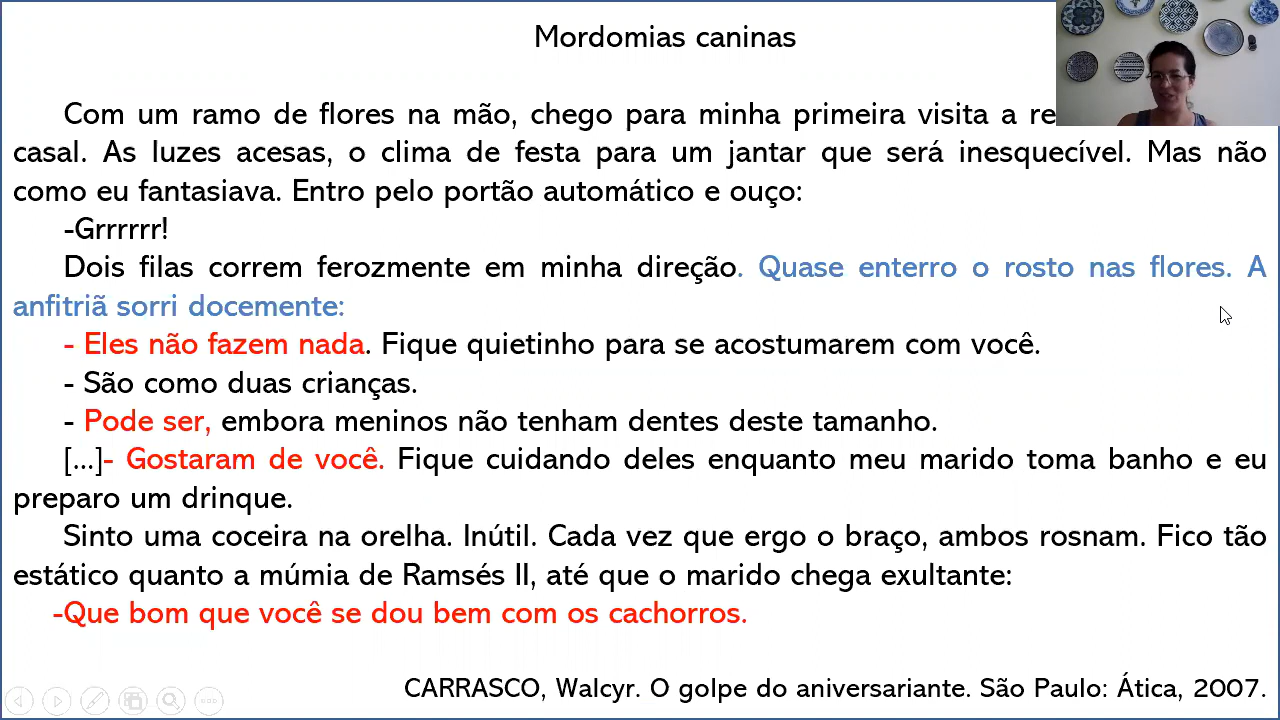 Mordomias caninas
Com um ramo de flores na mão, chego para minha primeira visita a
casal. As luzes acesas, o clima de festa para um jantar que será inesquecível. Mas não
como eu fantasiava. Entro pelo portão automático e ouço:
-Grrrrrr!
Dois filas correm ferozmente em minha direção. Quase enterro o rosto nas flores. A
anfitriã sorri docemente:
- Eles não fazem nada. Fique quietinho para se acostumarem com você.
- São como duas crianças.
- Pode ser, embora meninos não tenham dentes deste tamanho.
[...]- Gostaram de você. Fique cuidando deles enquanto meu marido toma banho e eu
preparo um drinque.
Sinto uma coceira na orelha. Inútil. Cada vez que ergo o braço, ambos rosnam. Fico tão
estático quanto a múmia de Ramsés II, até que o marido chega exultante:
-Que bom que você se dou bem com os cachorros.
CARRASCO, Walcyr. O golpe do aniversariante. São Paulo: Ática, 2007.